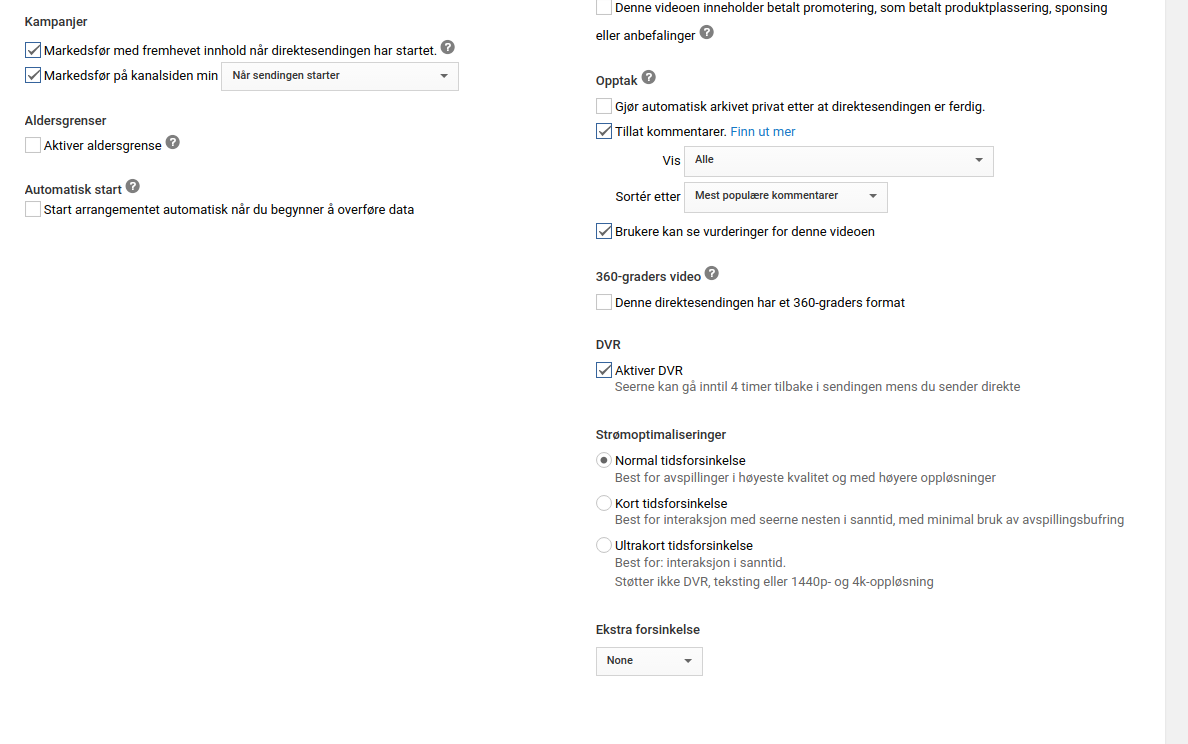 Kampanjer
Markedsfør med fremhevet innhold når direktesendingen har startet. ?
Markedsfør på kanalsiden min Når sendingen starter
Aldersgrenser
Aktiver aldersgrense ?
Automatisk start ?
Start arrangementet automatisk når du begynner å overføre data
Denne videoen inneholder betalt promotering, som betalt produktplassering, sponsing
eller anbefalinger ?
Opptak ?
Gjør automatisk arkivet privat etter at direktesendingen er ferdig.
Tillat kommentarer. Finn ut mer
Vis Alle
Sortér etter Mest populære kommentarer
Brukere kan se vurderinger for denne videoen
360-graders video ?
Denne direktesendingen har et 360-graders format
DVR
Aktiver DVR
Seerne kan gå inntil 4 timer tilbake i sendingen mens du sender direkte
Strømoptimaliseringer
Normal tidsforsinkelse
Best for avspillinger i høyeste kvalitet og med høyere oppløsninger
Kort tidsforsinkelse
Best for interaksjon med seerne nesten i sanntid, med minimal bruk av avspillingsbufring
Ultrakort tidsforsinkelse
Best for: interaksjon i sanntid.
Støtter ikke DVR, teksting eller 1440p- og 4k-oppløsning
Ekstra forsinkelse
None